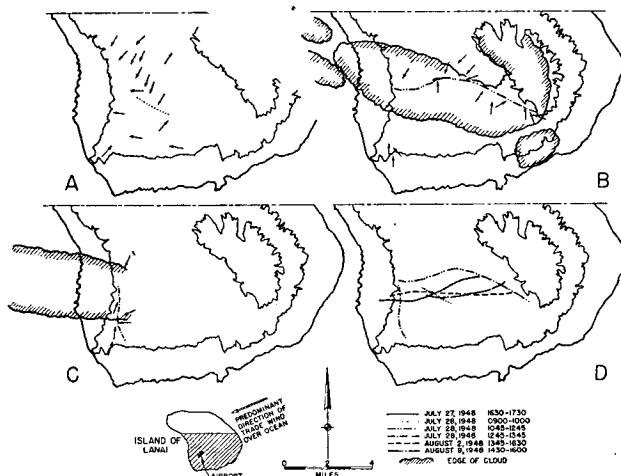 A
B
C
D
PREDOMINANT
DIRECTION OF
TRADE WIND
OVER OCEAN
ISLAND OF
LANAI
AIRPORT
0 2 4
MILES
JULY 27, 1948 1630-1730
JULY 28, 1948 0900-1000
JULY 28, 1948 1045-1245
JULY 28, 1948 1245-1345
AUGUST 2, 1948 1345-1630
AUGUST 9, 1948 1430-1600
EDGE OF CLOUD